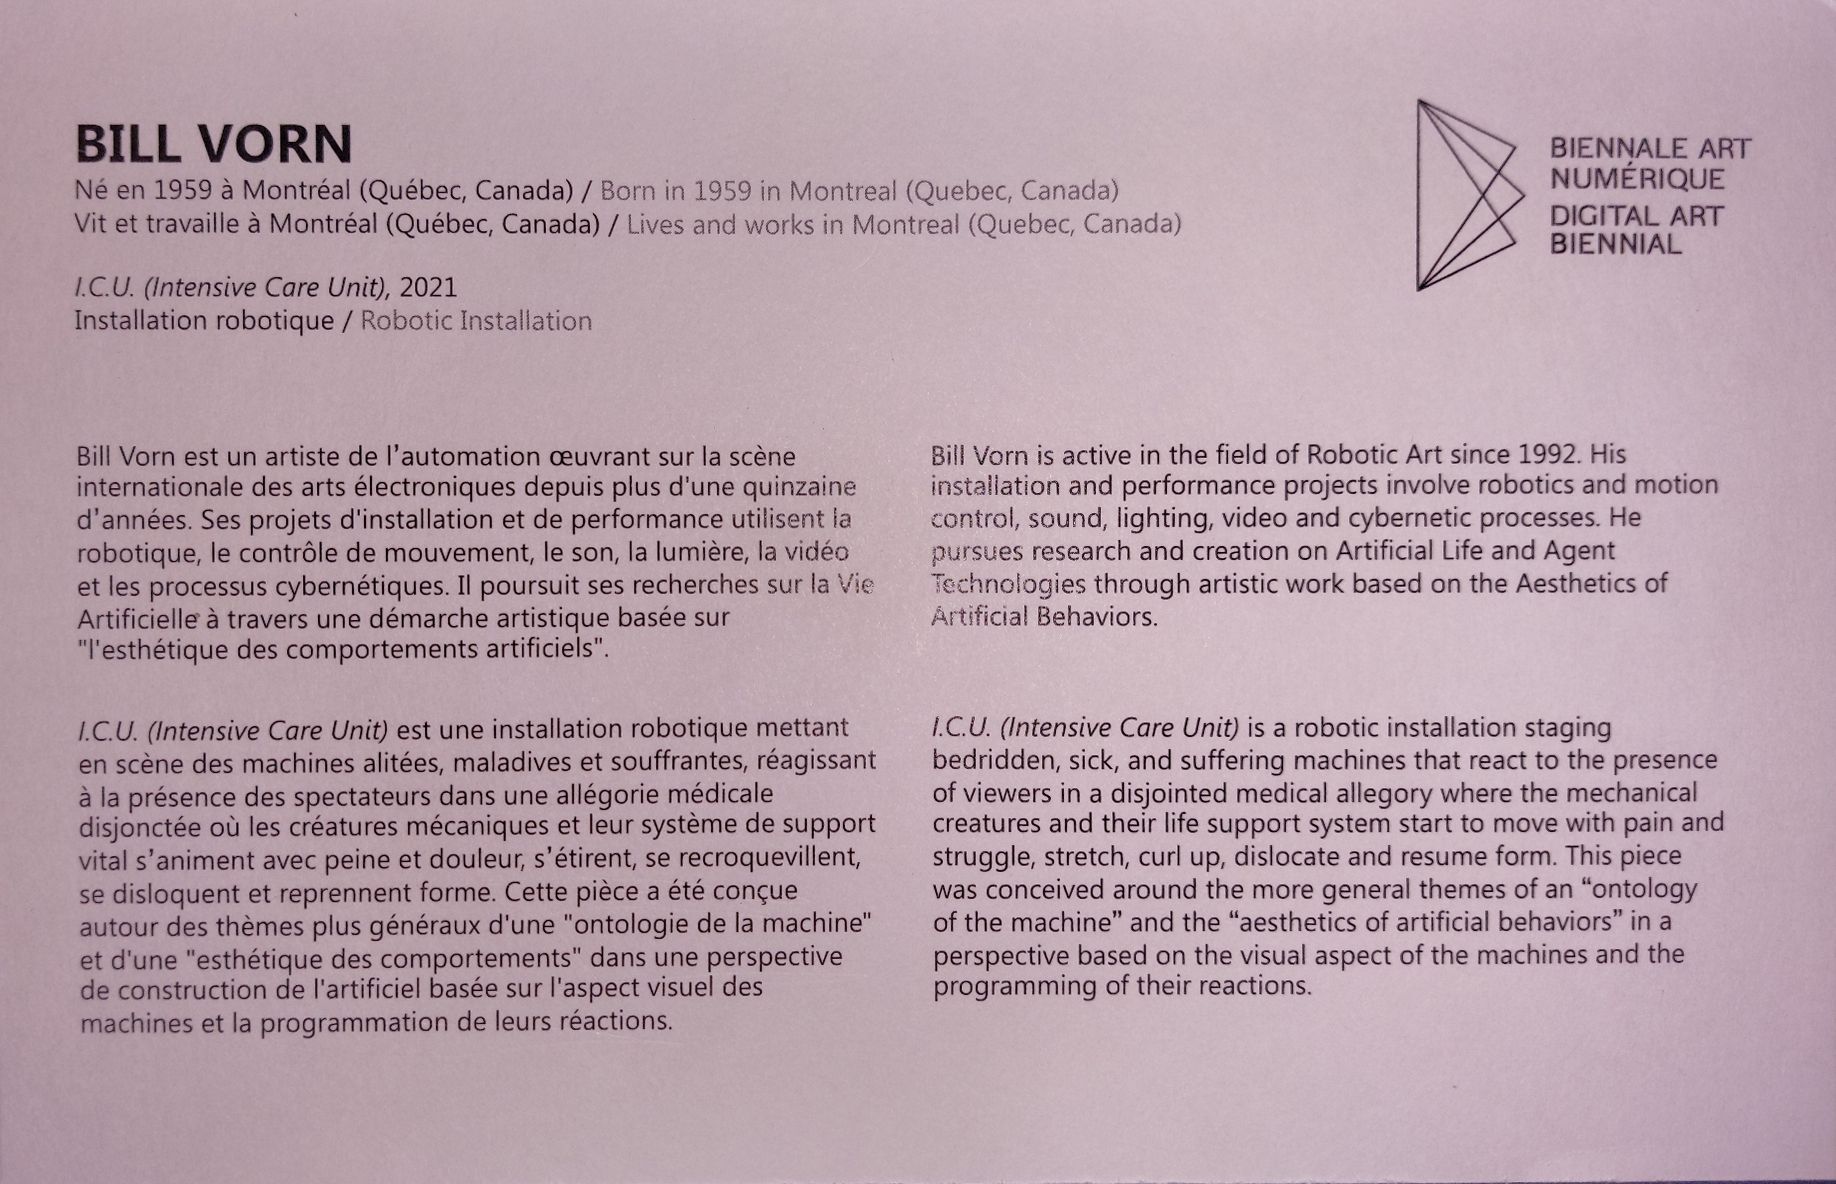 BILL VORN
Né en 1959 à Montréal (Québec, Canada) / Born in 1959 in Montreal (Quebec, Canada)
Vit et travaille à Montréal (Québec, Canada) / Lives and works in Montreal (Quebec, Canada)
I.C.U. (Intensive Care Unit), 2021
Installation robotique / Robotic Installation
BIENNALE ART
NUMÉRIQUE
DIGITAL ART
BIENNIAL
Bill Vorn est un artiste de l’automation œuvrant sur la scène
internationale des arts électroniques depuis plus d'une quinzaine
d’années. Ses projets d'installation et de performance utilisent la
robotique, le contrôle de mouvement, le son, la lumière, la vidéo
et les processus cybernétiques. Il poursuit ses recherches sur la Vie
Artificielle à travers une démarche artistique basée sur
"l'esthétique des comportements artificiels".
I.C.U. (Intensive Care Unit) est une installation robotique mettant
en scène des machines alitées, maladives et souffrantes, réagissant
à la présence des spectateurs dans une allégorie médicale
disjonctée où les créatures mécaniques et leur système de support
vital s’animent avec peine et douleur, s’étirent, se recroquevillent,
se disloquent et reprennent forme. Cette pièce a été conçue
autour des thèmes plus généraux d'une "ontologie de la machine"
et d'une "esthétique des comportements" dans une perspective
de construction de l'artificiel basée sur l'aspect visuel des
machines et la programmation de leurs réactions.
Bill Vorn is active in the field of Robotic Art since 1992. His
installation and performance projects involve robotics and motion
control, sound, lighting, video and cybernetic processes. He
pursues research and creation on Artificial Life and Agent
Technologies through artistic work based on the Aesthetics of
Artificial Behaviors.
I.C.U. (Intensive Care Unit) is a robotic installation staging
bedridden, sick, and suffering machines that react to the presence
of viewers in a disjointed medical allegory where the mechanical
creatures and their life support system start to move with pain and
struggle, stretch, curl up, dislocate and resume form. This piece
was conceived around the more general themes of an “ontology
of the machine” and the “aesthetics of artificial behaviors” in a
perspective based on the visual aspect of the machines and the
programming of their reactions.